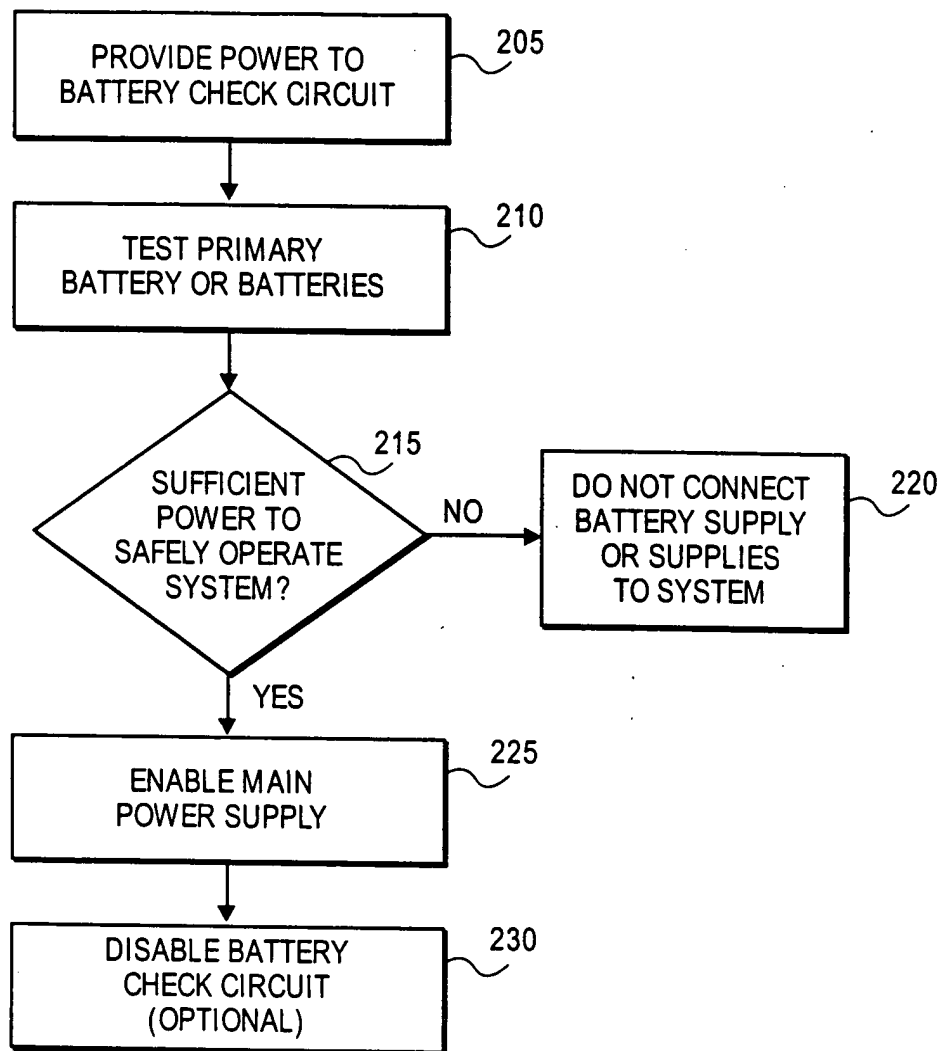 PROVIDE POWER TO
BATTERY CHECK CIRCUIT
205
TEST PRIMARY
BATTERY OR BATTERIES
210
SUFFICIENT
POWER TO
SAFELY OPERATE
SYSTEM?
215
NO
DO NOT CONNECT
BATTERY SUPPLY
OR SUPPLIES
TO SYSTEM
220
YES
ENABLE MAIN
POWER SUPPLY
225
DISABLE BATTERY
CHECK CIRCUIT
(OPTIONAL)
230